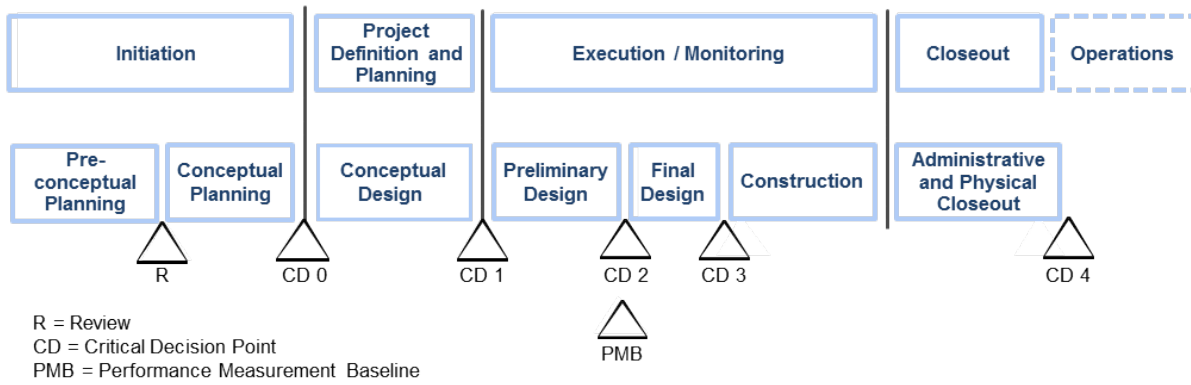 Initiation
Project
Definition and
Planning
Execution / Monitoring
Closeout
Operations
Pre-
conceptual
Planning
Conceptual
Planning
Conceptual
Design
Preliminary
Design
Final
Design
Construction
Administrative
and Physical
Closeout
R
CD 0
CD 1
CD 2
CD 3
CD 4
PMB
R = Review
CD = Critical Decision Point
PMB = Performance Measurement Baseline